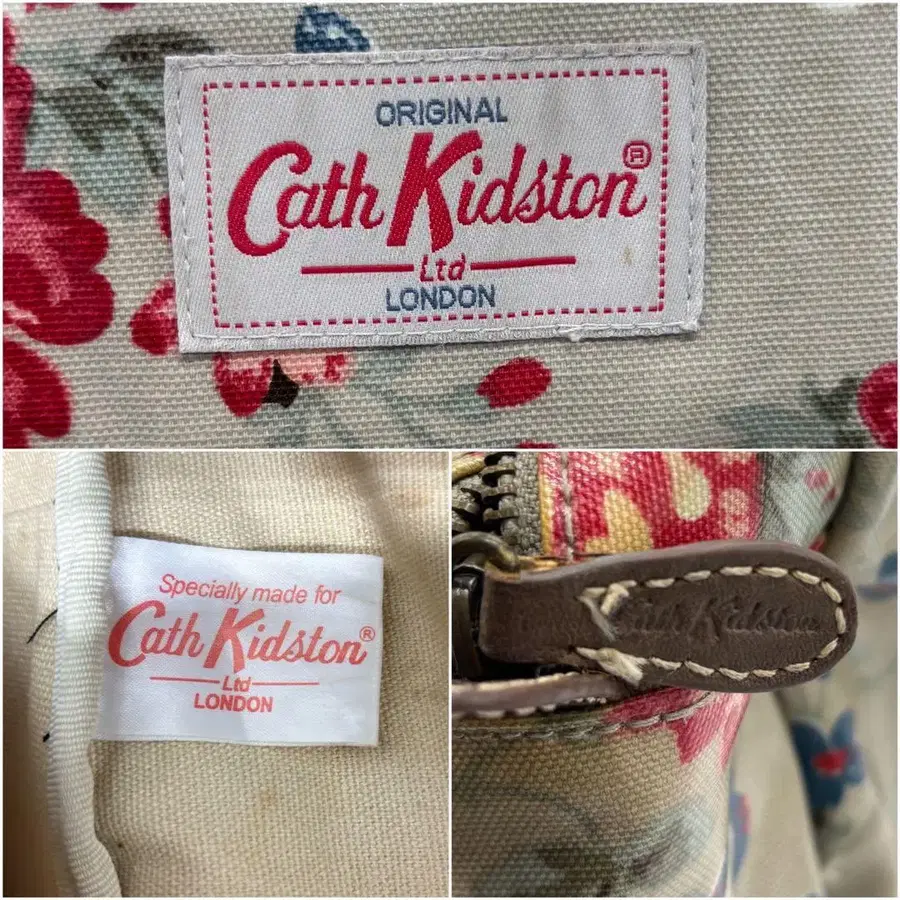 ORIGINAL
Cath Kidston®
Ltd
LONDON
Specially made for
Cath Kidston®
Ltd
LONDON
Cath Kidston